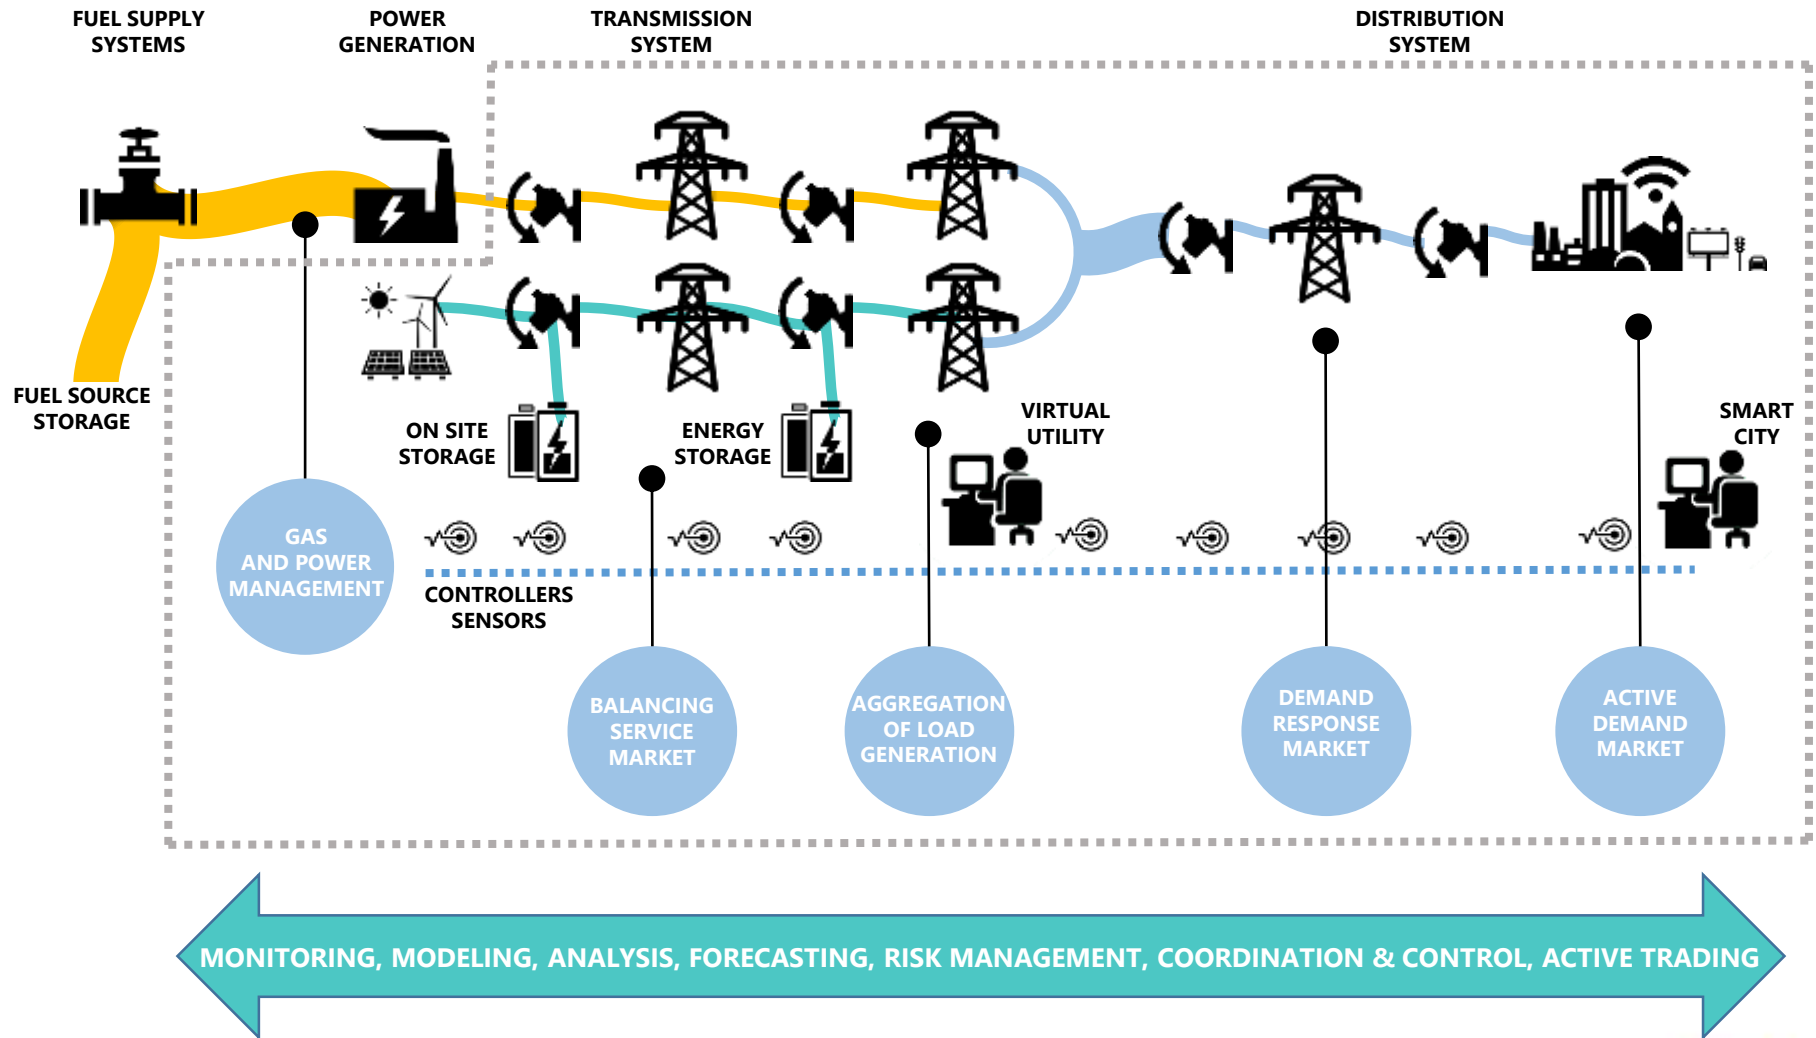 FUEL SUPPLY
SYSTEMS
POWER
GENERATION
TRANSMISSION
SYSTEM
DISTRIBUTION
SYSTEM
FUEL SOURCE
STORAGE
ON SITE
STORAGE
ENERGY
STORAGE
VIRTUAL
UTILITY
SMART
CITY
GAS
AND POWER
MANAGEMENT
CONTROLLERS
SENSORS
BALANCING
SERVICE
MARKET
AGGREGATION
OF LOAD
GENERATION
DEMAND
RESPONSE
MARKET
ACTIVE
DEMAND
MARKET
MONITORING, MODELING, ANALYSIS, FORECASTING, RISK MANAGEMENT, COORDINATION & CONTROL, ACTIVE TRADING